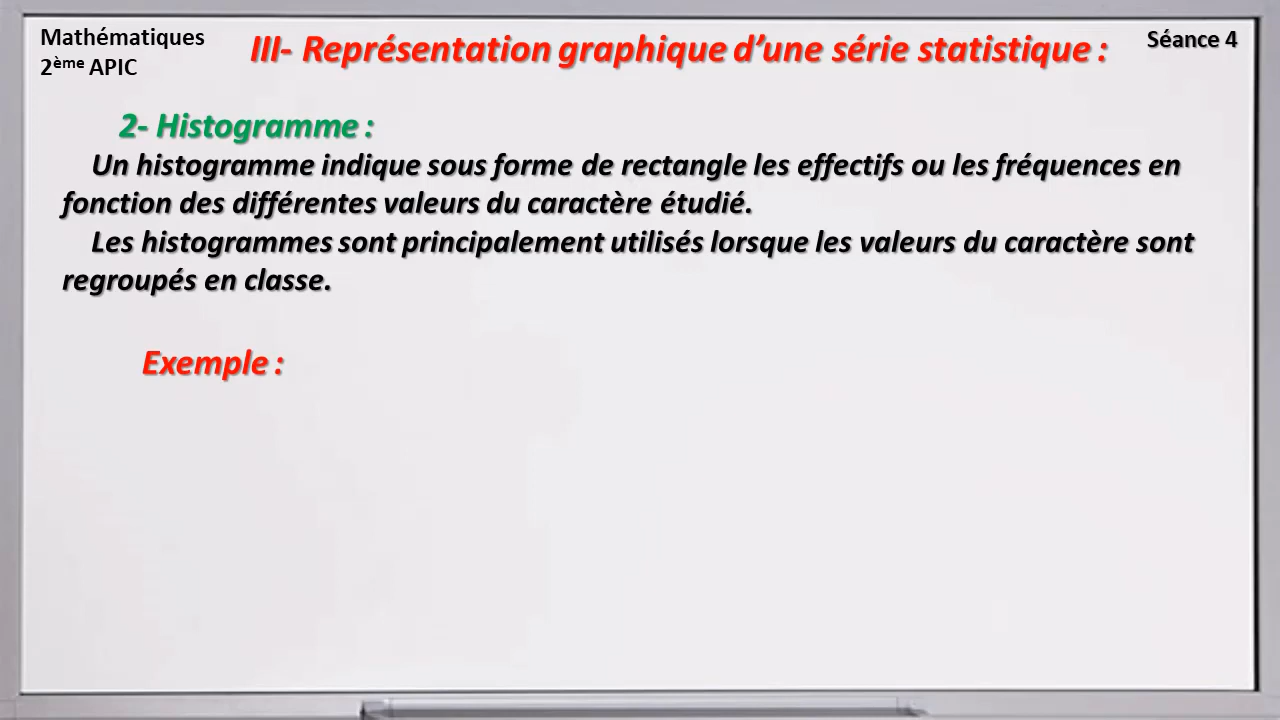 Mathématiques
2ème APIC
III- Représentation graphique d’une série statistique :
Séance 4
2- Histogramme :
Un histogramme indique sous forme de rectangle les effectifs ou les fréquences en
fonction des différentes valeurs du caractère étudié.
Les histogrammes sont principalement utilisés lorsque les valeurs du caractère sont
regroupés en classe.
Exemple :